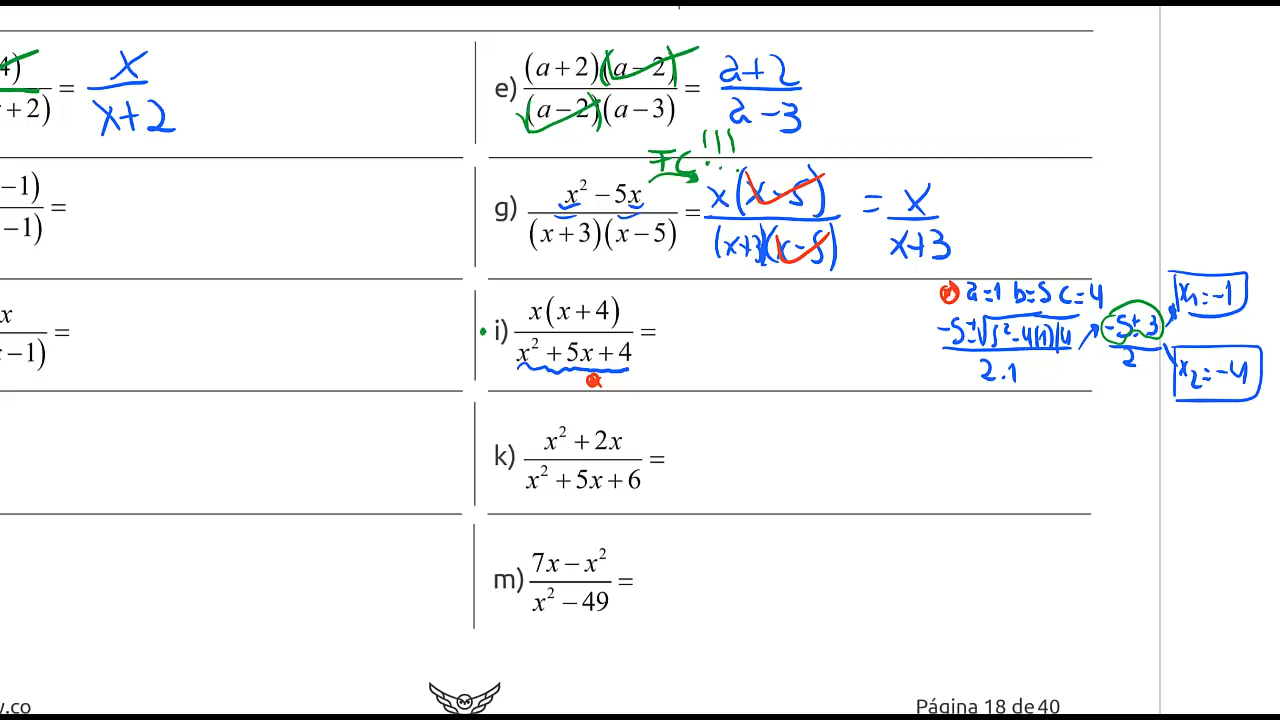 4)
+ 2) = x / x+2
e) (a + 2)(a − 2) / (a − 2)(a − 3) = a+2 / a−3
−1)
−1) =
FC !!!
g) x² − 5x / (x + 3)(x − 5) = x(x−5) / (x+3)(x−5) = x / x+3
x
x −1) =
i) x(x + 4) / x² + 5x + 4 =
a=1 b=5 c=4
-5±√5²-4(1)(4 / 2·1
-5±3 / 2
x₁=-1
x₂=-4
k) x² + 2x / x² + 5x + 6 =
m) 7x − x² / x² − 49 =
w.co
Página 18 de 40